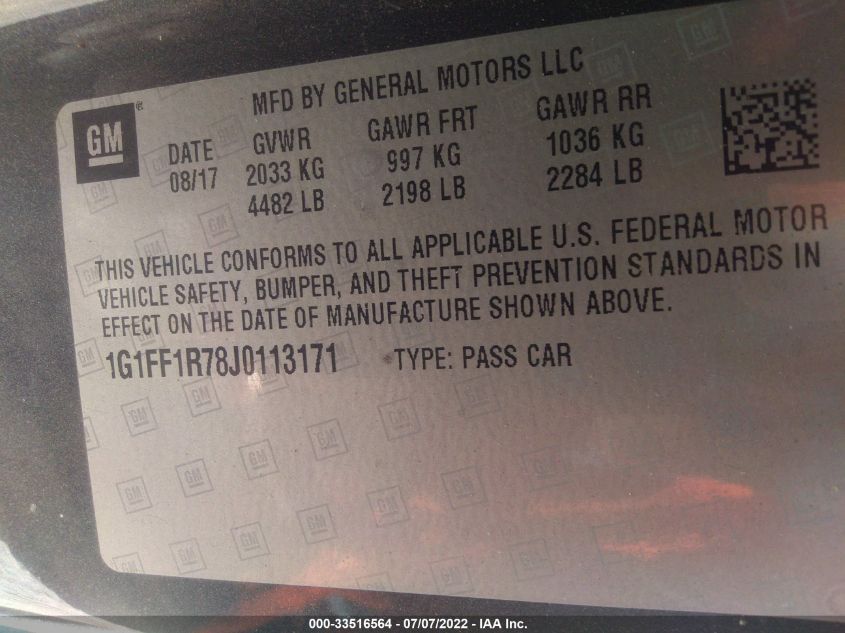 MFD BY GENERAL MOTORS LLC
GM ®
DATE GVWR GAWR FRT GAWR RR
08/17 2033 KG 997 KG 1036 KG
4482 LB 2198 LB 2284 LB
THIS VEHICLE CONFORMS TO ALL APPLICABLE U.S. FEDERAL MOTOR
VEHICLE SAFETY, BUMPER, AND THEFT PREVENTION STANDARDS IN
EFFECT ON THE DATE OF MANUFACTURE SHOWN ABOVE.
1G1FF1R78J0113171 TYPE: PASS CAR
000-33516564 / 07/07/2022 - IAA Inc.